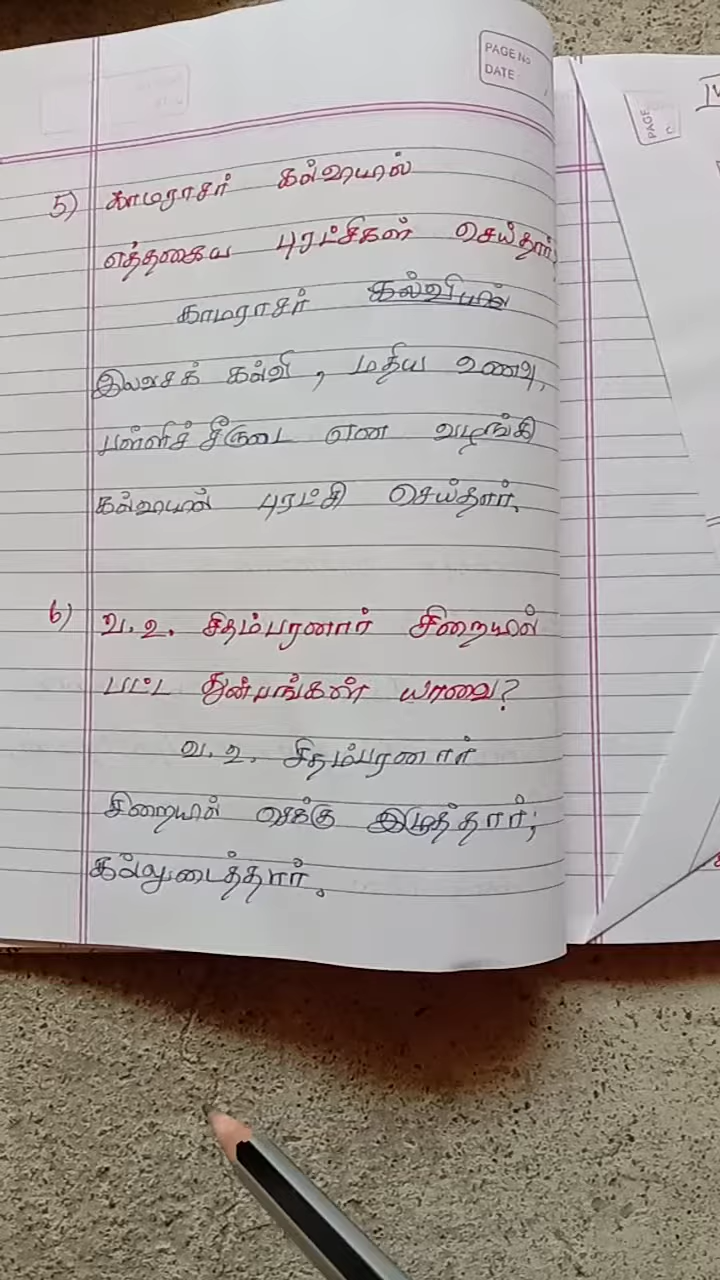 PAGE No
DATE
5) காமராசர் கல்வியில்
எத்தகைய புரட்சிகள் செய்தார்
காமராசர் கல்வியில்
இலவசக் கல்வி, மதிய உணவு,
பள்ளிச் சீருடை என வழங்கி
கல்வியில் புரட்சி செய்தார்.
6) வ. உ. சிதம்பரனார் சிறையில்
பட்ட துன்பங்கள் யாவை?
வ. உ. சிதம்பரனார்
சிறையில் செக்கு இழுத்தார்;
கல்லுடைத்தார்.
PAGE